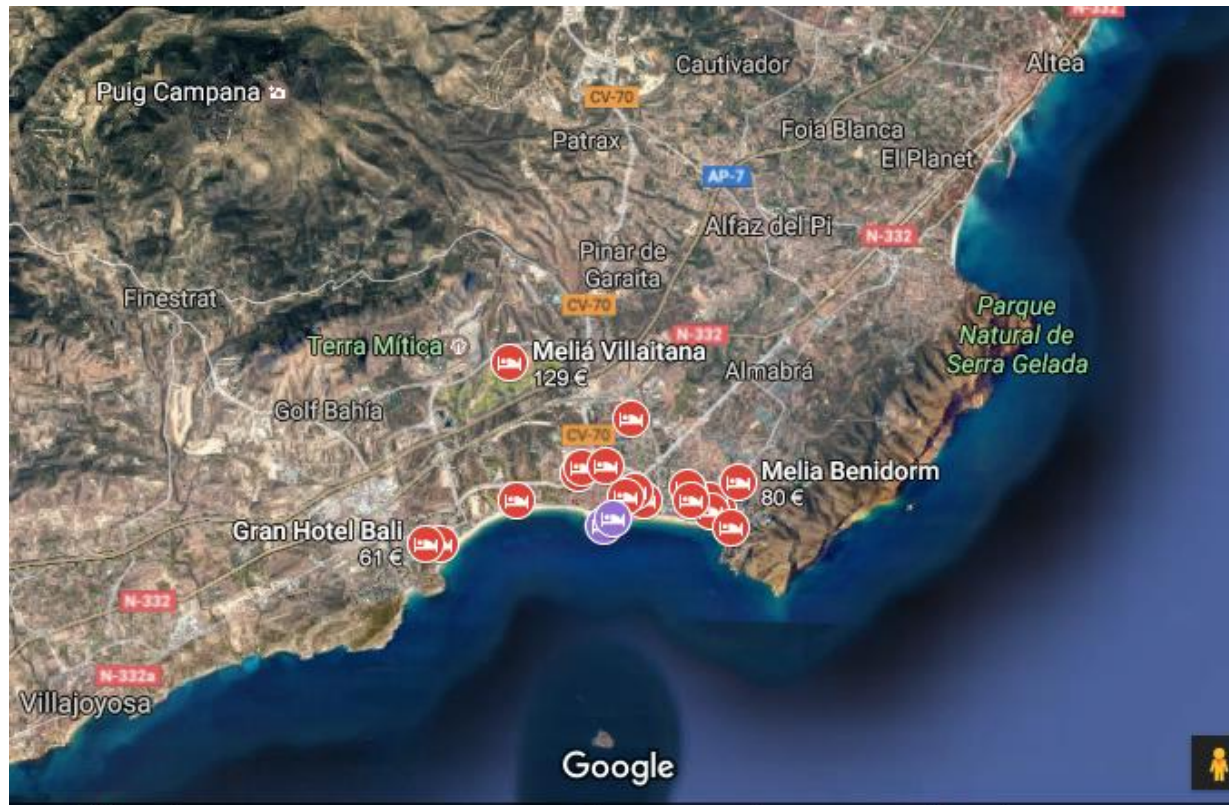 N-332
Altea
Cautivador
Puig Campana
CV-70
Foia Blanca
Patrax
El Planet
AP-7
Alfaz del Pi
N-332
Pinar de
Garaita
Finestrat
CV-70
Parque
Natural de
Serra Gelada
N-332
Terra Mítica
Meliá Villaitana
129 €
Almabrá
Golf Bahía
CV-70
Melia Benidorm
80 €
Gran Hotel Bali
61 €
N-332
N-332a
Villajoyosa
Google